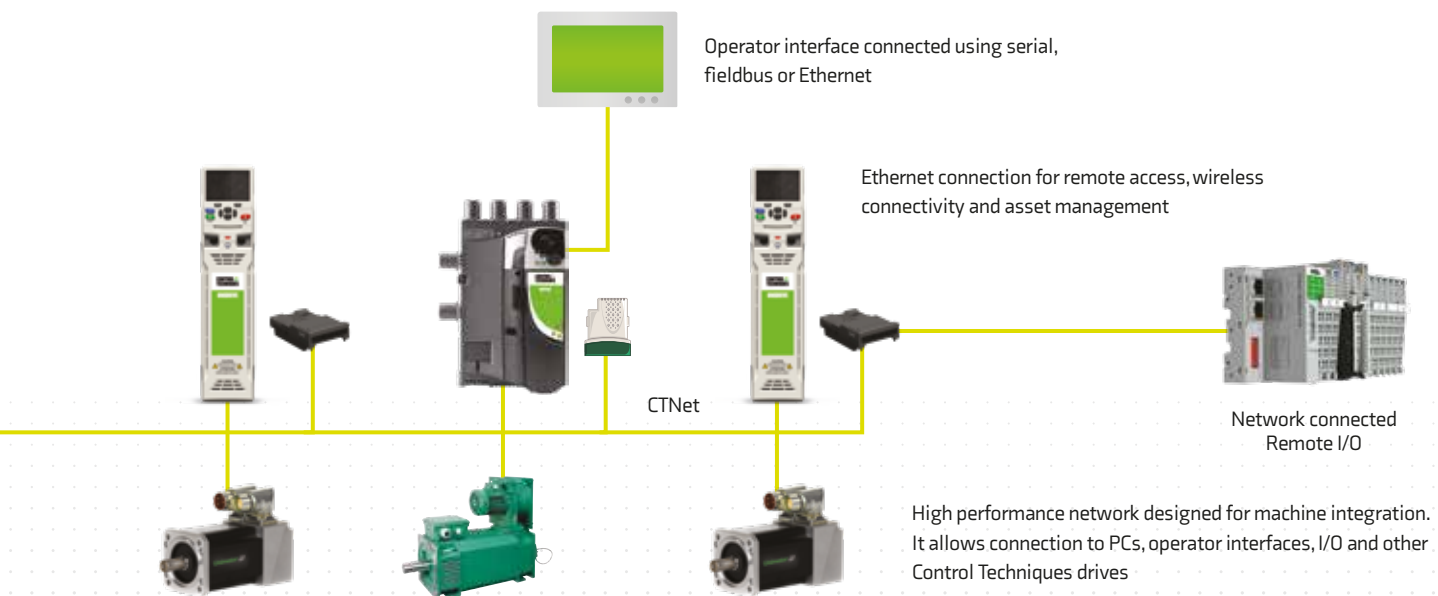 Operator interface connected using serial,
fieldbus or Ethernet
Ethernet connection for remote access, wireless
connectivity and asset management
CTNet
Network connected
Remote I/O
High performance network designed for machine integration.
It allows connection to PCs, operator interfaces, I/O and other
Control Techniques drives